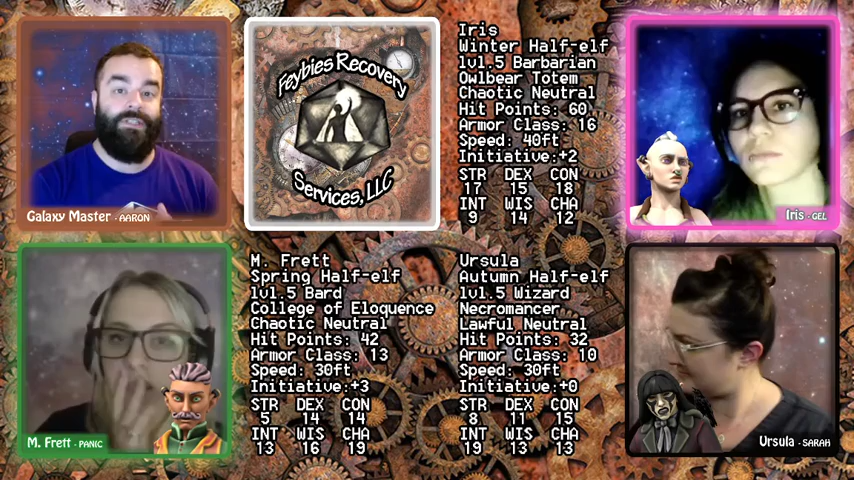 Galaxy Master - AARON
Feybies Recovery
Services, LLC
Iris
Winter Half-elf
lvl.5 Barbarian
Owlbear Totem
Chaotic Neutral
Hit Points: 60
Armor Class: 16
Speed: 40ft
Initiative:+2
STR DEX CON
17 15 18
INT WIS CHA
9 14 12
Iris - GEL
M. Frett - PANIC
M. Frett
Spring Half-elf
lvl.5 Bard
College of Eloquence
Chaotic Neutral
Hit Points: 42
Armor Class: 13
Speed: 30ft
Initiative:+3
STR DEX CON
5 14 14
INT WIS CHA
13 16 19
Ursula
Autumn Half-elf
lvl.5 Wizard
Necromancer
Lawful Neutral
Hit Points: 32
Armor Class: 10
Speed: 30ft
Initiative:+0
STR DEX CON
8 11 15
INT WIS CHA
19 13 13
Ursula - SARAH